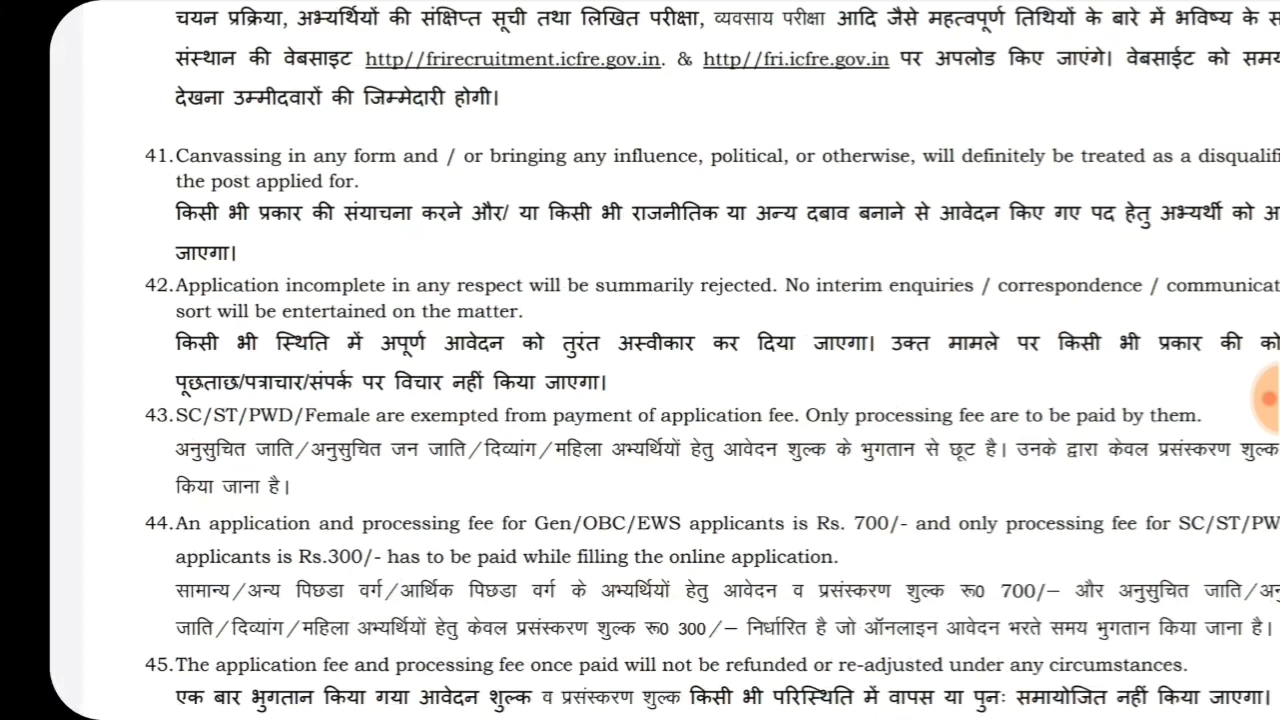 चयन प्रक्रिया, अभ्यर्थियों की संक्षिप्त सूची तथा लिखित परीक्षा, व्यवसाय परीक्षा आदि जैसे महत्वपूर्ण तिथियों के बारे में भविष्य के
संस्थान की वेबसाइट http//frirecruitment.icfre.gov.in. & http//fri.icfre.gov.in पर अपलोड किए जाएंगे। वेबसाईट को
देखना उम्मीदवारों की जिम्मेदारी होगी।
41. Canvassing in any form and / or bringing any influence, political, or otherwise, will definitely be treated as a
the post applied for.
किसी भी प्रकार की संयाचना करने और/ या किसी भी राजनीतिक या अन्य दबाव बनाने से आवेदन किए गए पद हेतु अभ्यर्थी को
जाएगा।
42. Application incomplete in any respect will be summarily rejected. No interim enquiries / correspondence /
sort will be entertained on the matter.
किसी भी स्थिति में अपूर्ण आवेदन को तुरंत अस्वीकार कर दिया जाएगा। उक्त मामले पर किसी भी प्रकार की
पूछताछ/पत्राचार/संपर्क पर विचार नहीं किया जाएगा।
43. SC/ST/PWD/Female are exempted from payment of application fee. Only processing fee are to be paid by them.
अनुसुचित जाति/अनुसुचित जन जाति/दिव्यांग/महिला अभ्यर्थियों हेतु आवेदन शुल्क के भुगतान से छूट है। उनके द्वारा केवल प्रसंस्करण शुल्क
किया जाना है।
44. An application and processing fee for Gen/OBC/EWS applicants is Rs. 700/- and only processing fee for SC/ST/PW
applicants is Rs.300/- has to be paid while filling the online application.
सामान्य/अन्य पिछडा वर्ग/आर्थिक पिछडा वर्ग के अभ्यर्थियों हेतु आवेदन व प्रसंस्करण शुल्क रू0 700/– और अनुसुचित जाति/
जाति/दिव्यांग/महिला अभ्यर्थियों हेतु केवल प्रसंस्करण शुल्क रू0 300/– निर्धारित है जो ऑनलाइन आवेदन भरते समय भुगतान किया जाना है।
45. The application fee and processing fee once paid will not be refunded or re-adjusted under any circumstances.
एक बार भुगतान किया गया आवेदन शुल्क व प्रसंस्करण शुल्क किसी भी परिस्थिति में वापस या पुनः समायोजित नहीं किया जाएगा।